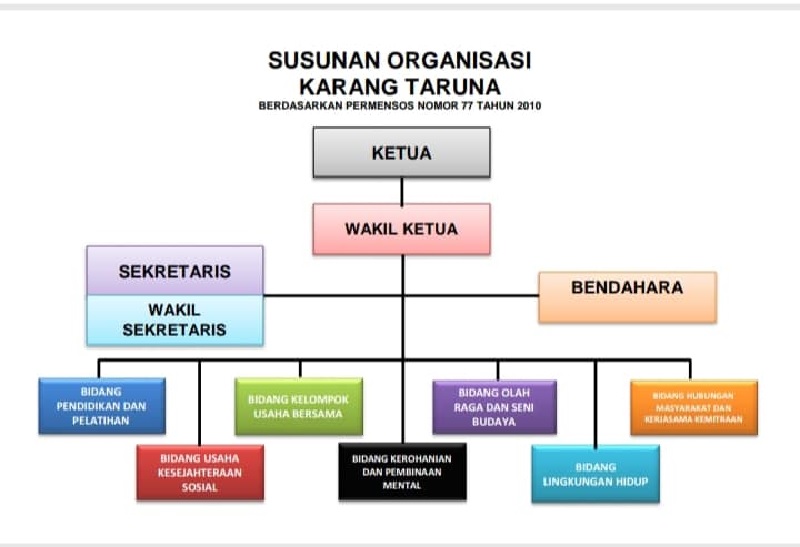 SUSUNAN ORGANISASI
KARANG TARUNA
BERDASARKAN PERMENSOS NOMOR 77 TAHUN 2010
KETUA
WAKIL KETUA
SEKRETARIS
WAKIL
SEKRETARIS
BENDAHARA
BIDANG
PENDIDIKAN DAN
PELATIHAN
BIDANG USAHA
KESEJAHTERAAN
SOSIAL
BIDANG KELOMPOK
USAHA BERSAMA
BIDANG KEROHANIAN
DAN PEMBINAAN
MENTAL
BIDANG OLAH
RAGA DAN SENI
BUDAYA
BIDANG
LINGKUNGAN HIDUP
BIDANG HUBUNGAN
MASYARAKAT DAN
KERJASAMA KEMITRAAN